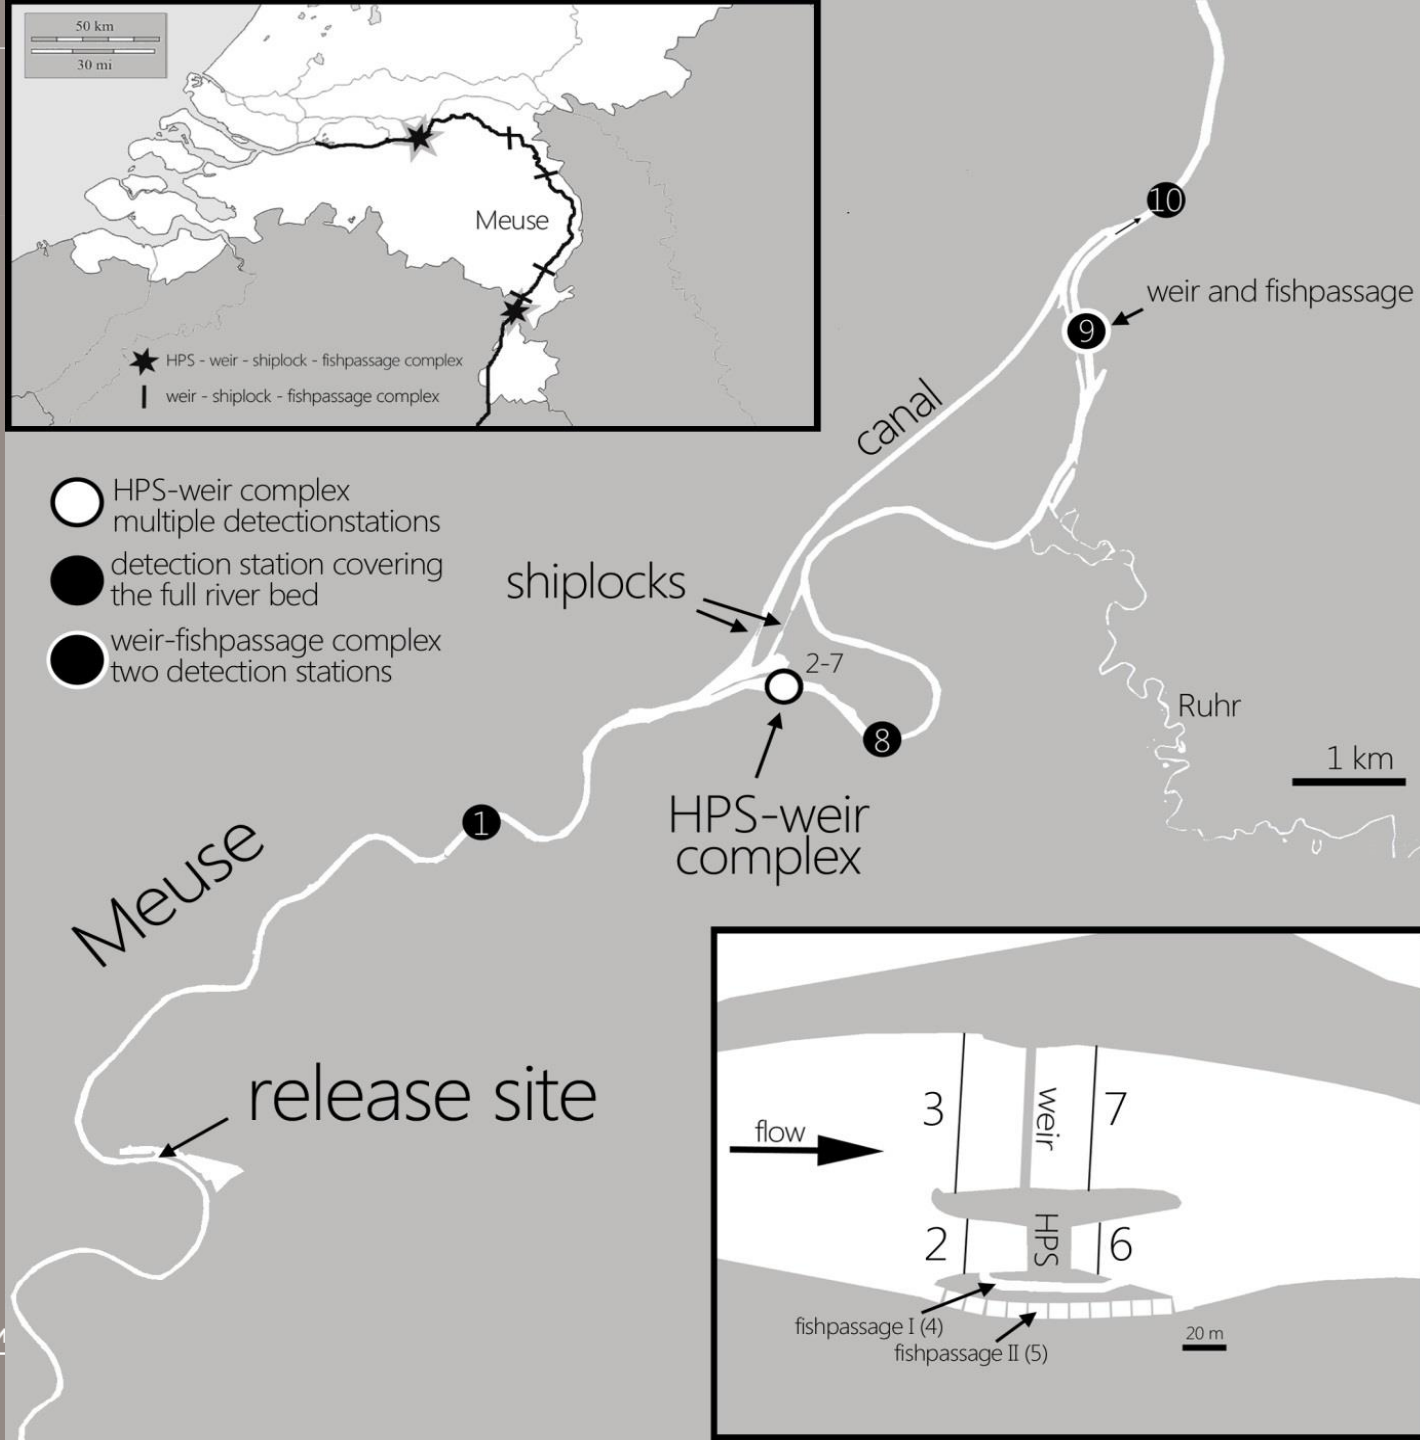 50 km
30 mi
Meuse
HPS - weir - shiplock - fishpassage complex
weir - shiplock - fishpassage complex
10
weir and fishpassage
9
canal
HPS-weir complex
multiple detectionstations
detection station covering
the full river bed
weir-fishpassage complex
two detection stations
shiplocks
2-7
8
Ruhr
1 km
HPS-weir
complex
1
Meuse
release site
flow
3
weir
7
2
HPS
6
fishpassage I (4)
fishpassage II (5)
20 m